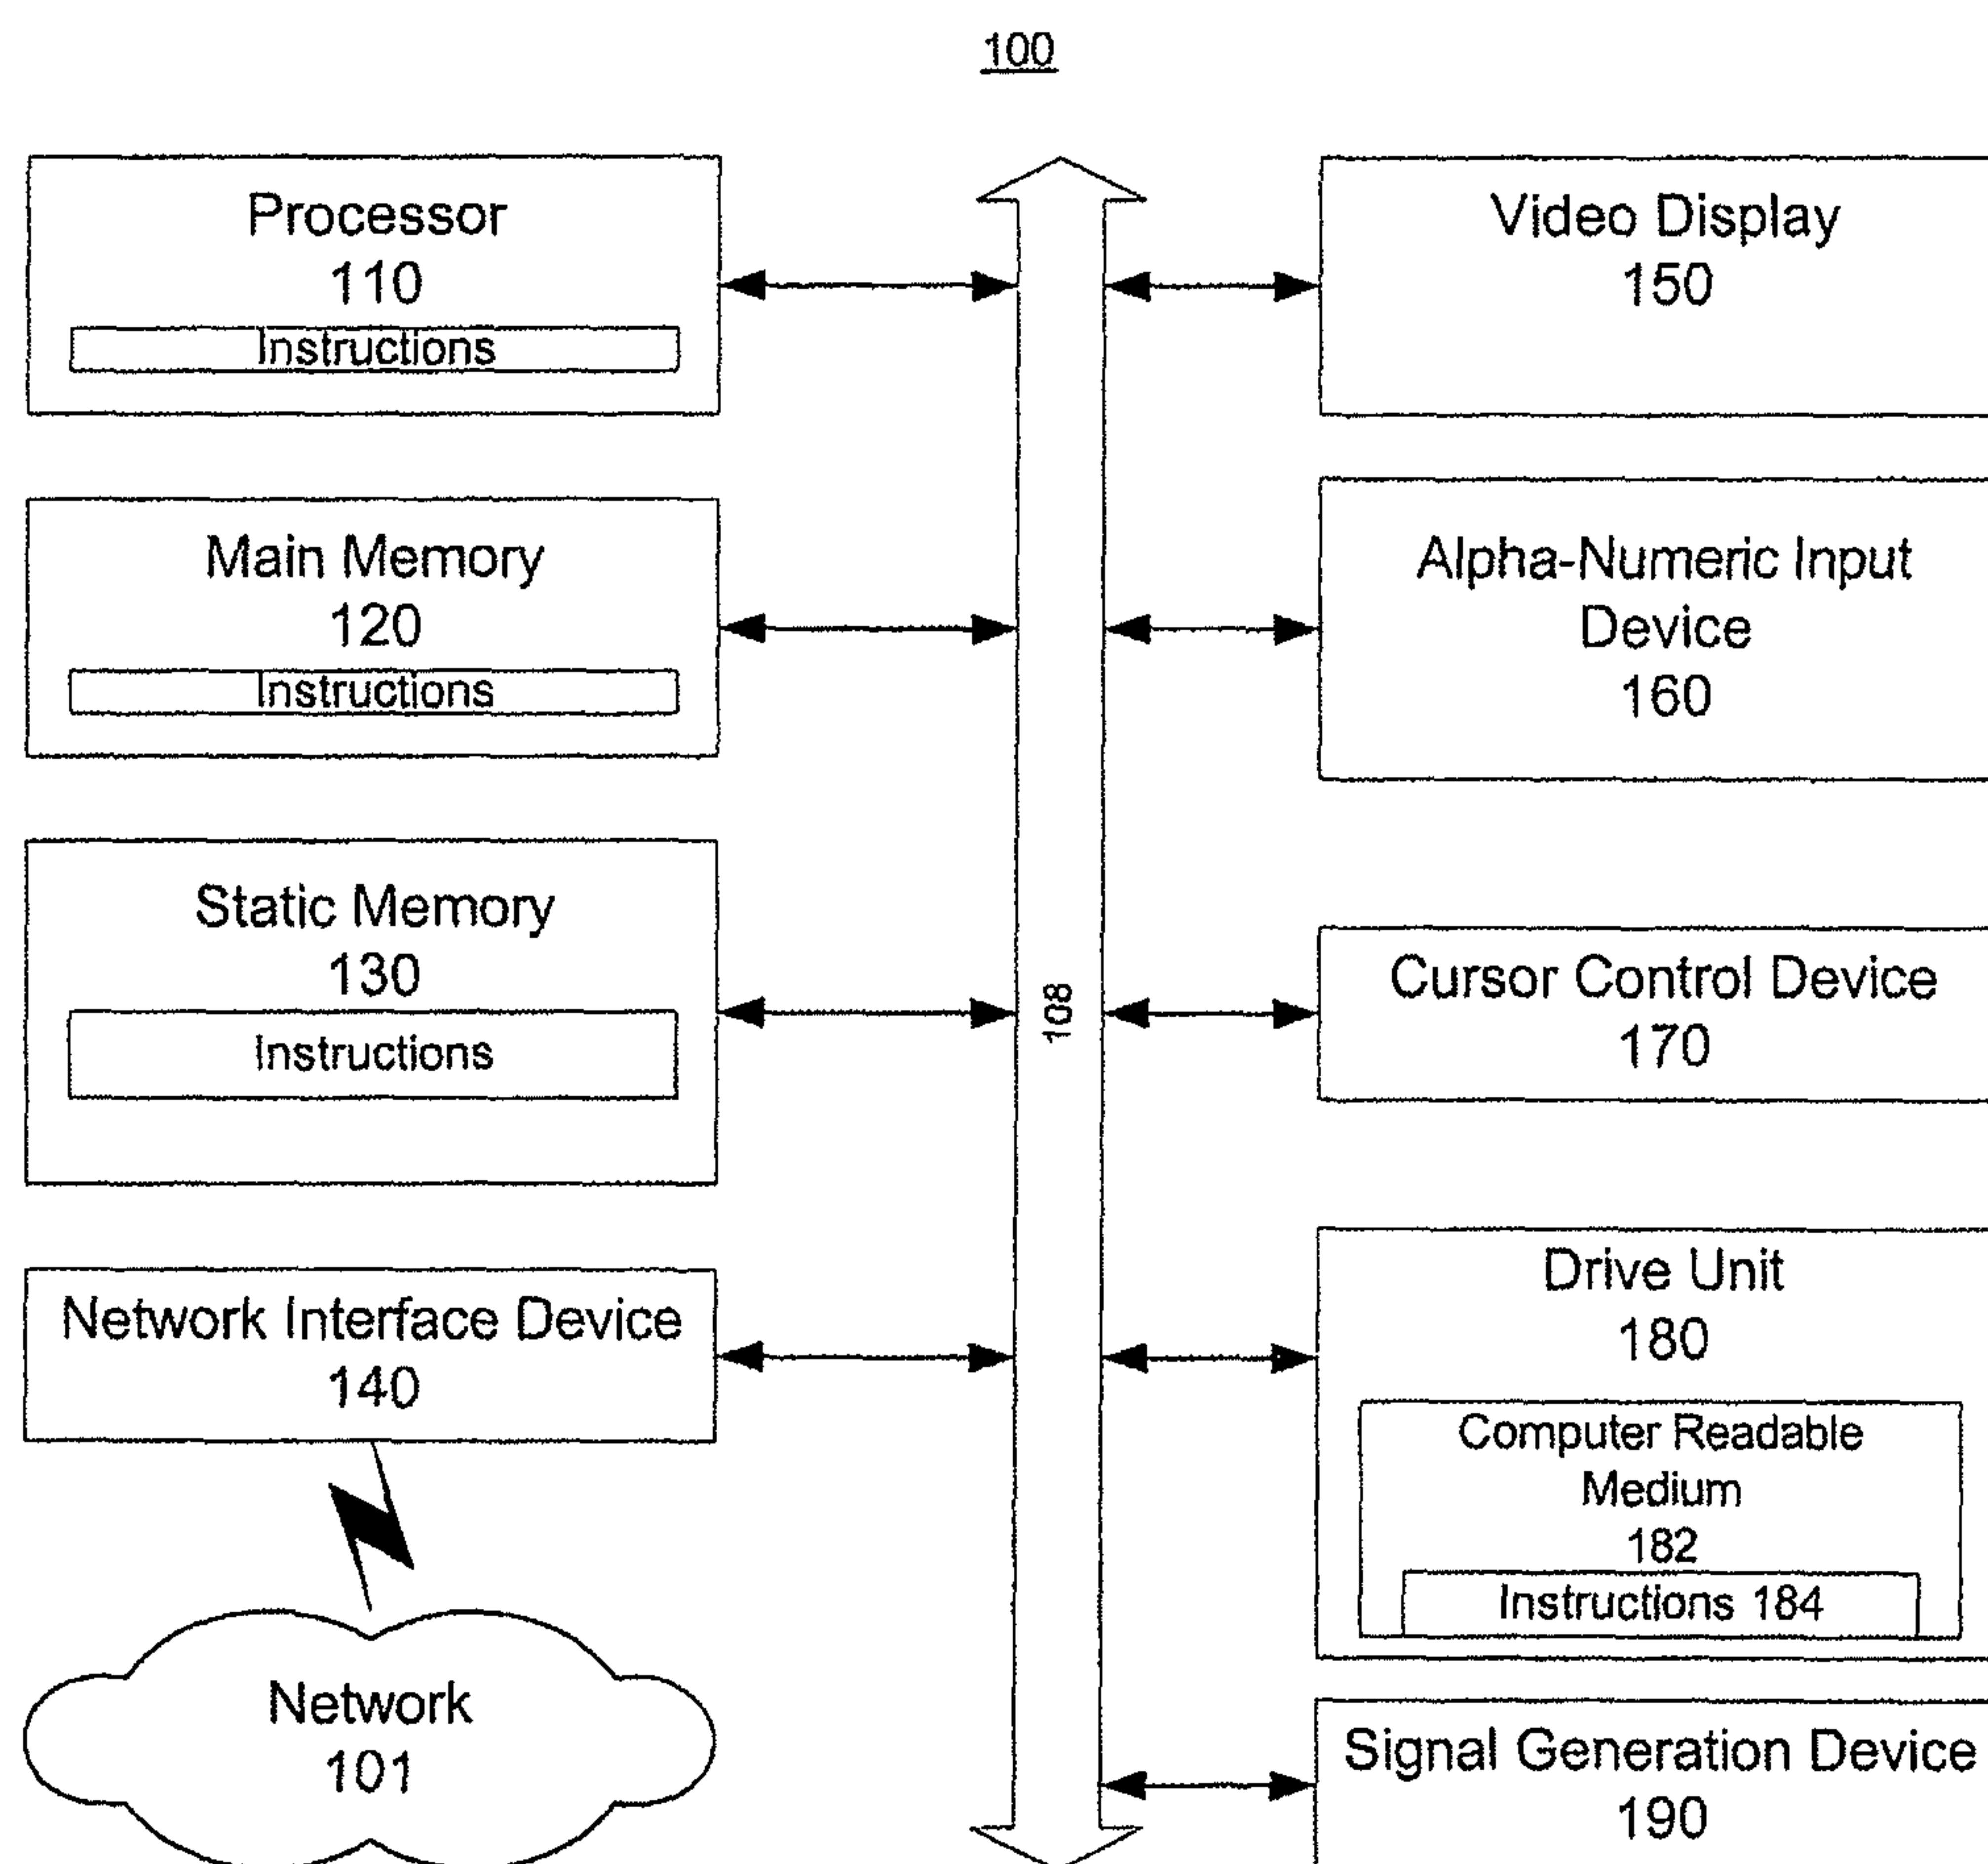 100
Processor
110
Instructions
Main Memory
120
Instructions
Static Memory
130
Instructions
Network Interface Device
140
Network
101
108
Video Display
150
Alpha-Numeric Input
Device
160
Cursor Control Device
170
Drive Unit
180
Computer Readable
Medium
182
Instructions 184
Signal Generation Device
190